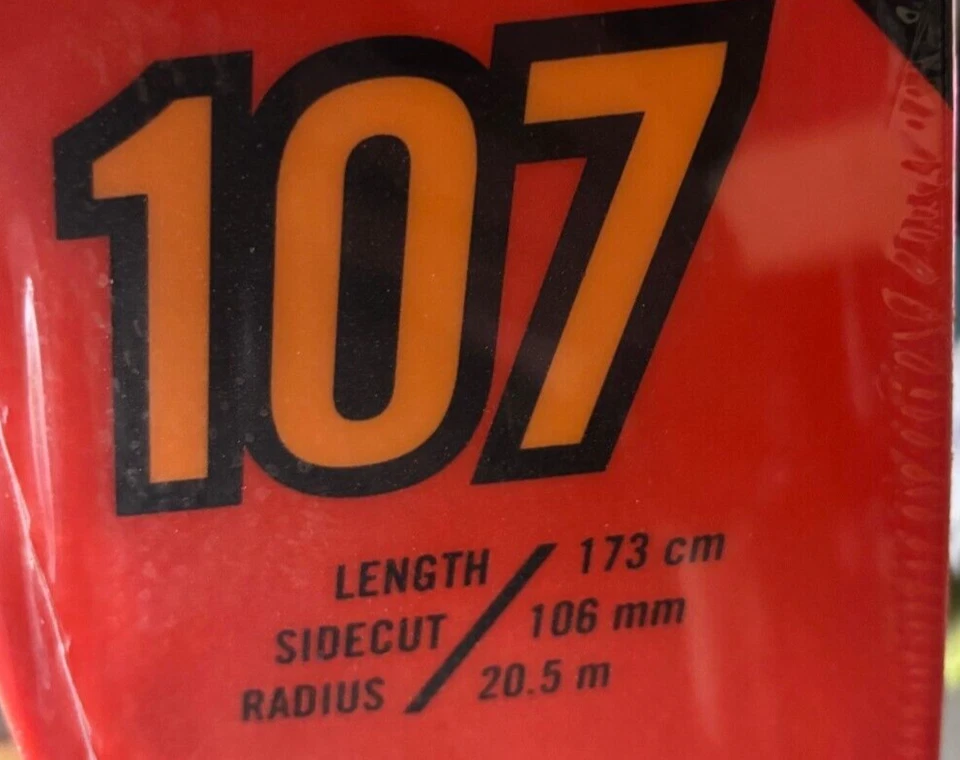 107
LENGTH / 173 cm
SIDECUT / 106 mm
RADIUS / 20.5 m